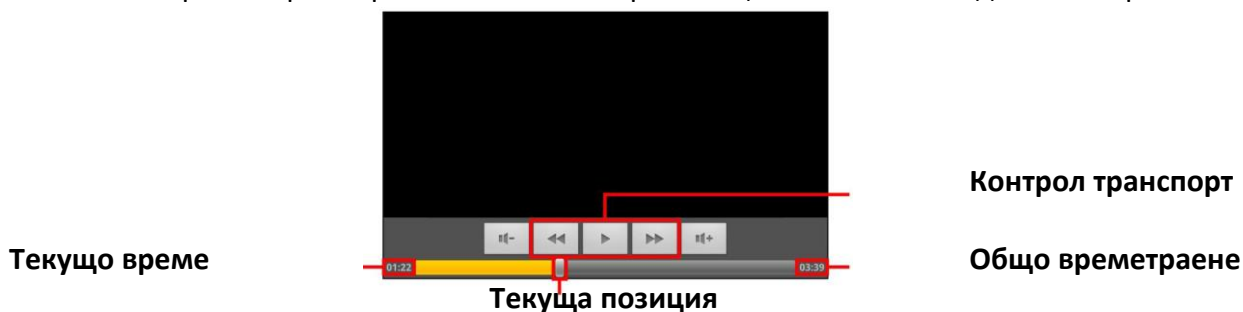 Контрол транспорт
Текущо време
01:22
03:39
Общо времетраене
Текуща позиция